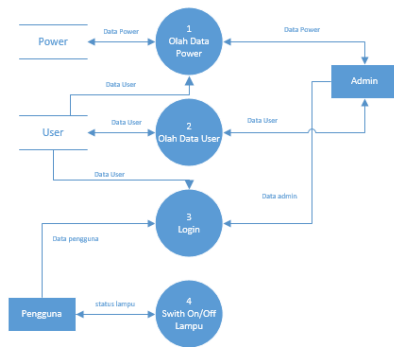 1
Olah Data
Power
Power
Data Power
Data Power
Admin
Data User
User
Data User
2
Olah Data User
Data User
Data User
3
Login
Data admin
Data pengguna
Pengguna
status lampu
4
Swith On/Off
Lampu